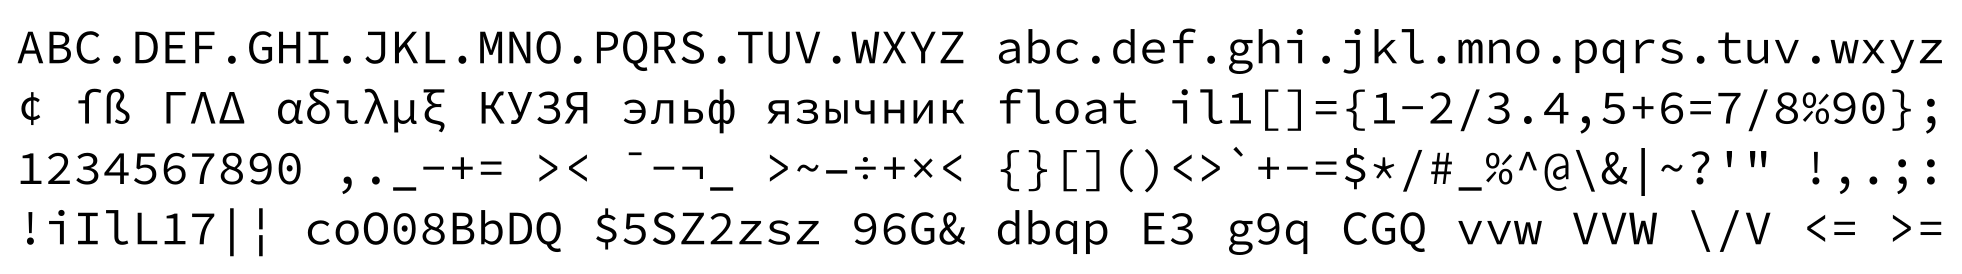 ABC.DEF.GHI.JKL.MNO.PQRS.TUV.WXYZ abc.def.ghi.jkl.mno.pqrs.tuv.wxyz
¢ ſß ΓΛΔ αδιλμξ КУЗЯ эльф язычник float il1[]={1-2/3.4,5+6=7/8%90};
1234567890 ,._-+= >< ¯-¬_ >~–÷+×< {}[]()<>`+-=$*/#_%^@\&|~?'" !,.;:
!iIlL17|¦ coO08BbDQ $5SZ2zsz 96G& dbqp E3 g9q CGQ vvw VVW \/V <= >=